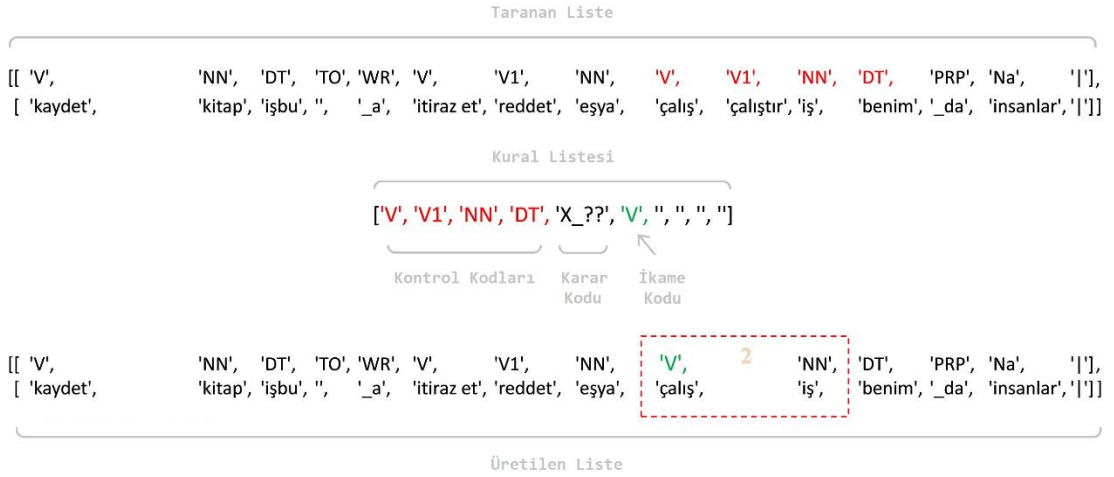 Taranan Liste
[[ 'V', 'NN', 'DT', 'TO', 'WR', 'V', 'V1', 'NN', 'V', 'V1', 'NN', 'DT', 'PRP', 'Na', '|'],
[ 'kaydet', 'kitap', 'işbu', '', '_a', 'itiraz et', 'reddet', 'eşya', 'çalış', 'çalıştır', 'iş', 'benim', '_da', 'insanlar', '|']]
Kural Listesi
['V', 'V1', 'NN', 'DT', 'X_??', 'V', '', '', '', '']
Kontrol Kodları Karar Kodu İkame Kodu
[[ 'V', 'NN', 'DT', 'TO', 'WR', 'V', 'V1', 'NN', 'V', 2 'NN', 'DT', 'PRP', 'Na', '|'],
[ 'kaydet', 'kitap', 'işbu', '', '_a', 'itiraz et', 'reddet', 'eşya', 'çalış', 'iş', 'benim', '_da', 'insanlar', '|']]
Üretilen Liste